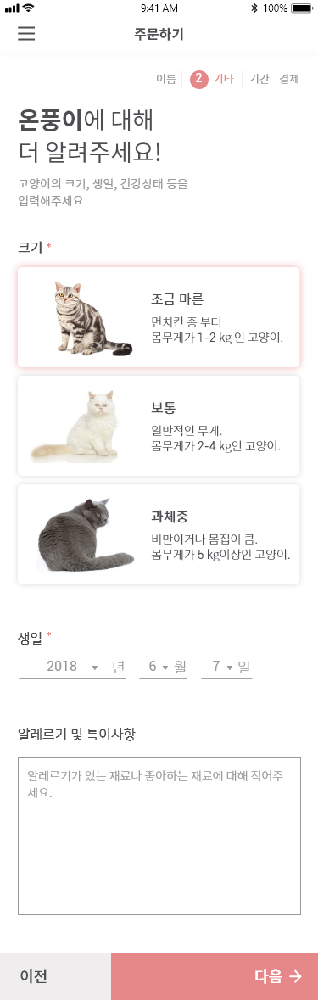 9:41 AM
100%
주문하기
이름
2 기타
기간
결제
온풍이에 대해
더 알려주세요!
고양이의 크기, 생일, 건강상태 등을
입력해주세요
크기 *
조금 마른
먼치킨 종 부터
몸무게가 1-2 kg 인 고양이.
보통
일반적인 무게.
몸무게가 2-4 kg인 고양이.
과체중
비만이거나 몸집이 큼.
몸무게가 5 kg이상인 고양이.
생일 *
2018 년 6 월 7 일
알레르기 및 특이사항
알레르기가 있는 재료나 좋아하는 재료에 대해 적어주
세요.
이전
다음 →